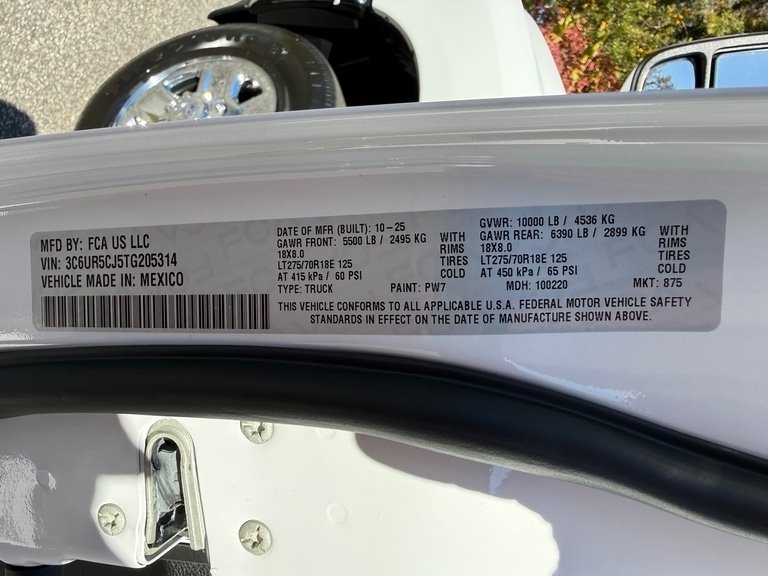 MFD BY: FCA US LLC
VIN: 3C6UR5CJ5TG205314
VEHICLE MADE IN: MEXICO
DATE OF MFR (BUILT): 10-25
GAWR FRONT: 5500 LB / 2495 KG WITH
18X8.0 RIMS
LT275/70R18E 125 TIRES
AT 415 kPa / 60 PSI COLD
TYPE: TRUCK PAINT: PW7
GVWR: 10000 LB / 4536 KG
GAWR REAR: 6390 LB / 2899 KG WITH
18X8.0 RIMS
LT275/70R18E 125 TIRES
AT 450 kPa / 65 PSI COLD
MDH: 100220 MKT: 875
THIS VEHICLE CONFORMS TO ALL APPLICABLE U.S.A. FEDERAL MOTOR VEHICLE SAFETY
STANDARDS IN EFFECT ON THE DATE OF MANUFACTURE SHOWN ABOVE.